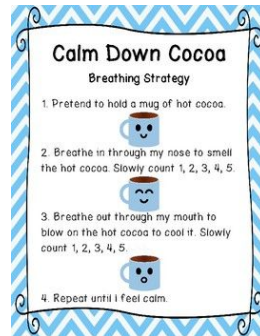 Calm Down Cocoa
Breathing Strategy
1. Pretend to hold a mug of hot cocoa.
2. Breathe in through my nose to smell
the hot cocoa. Slowly count 1, 2, 3, 4, 5.
3. Breathe out through my mouth to
blow on the hot cocoa to cool it. Slowly
count 1, 2, 3, 4, 5.
4. Repeat until i feel calm.